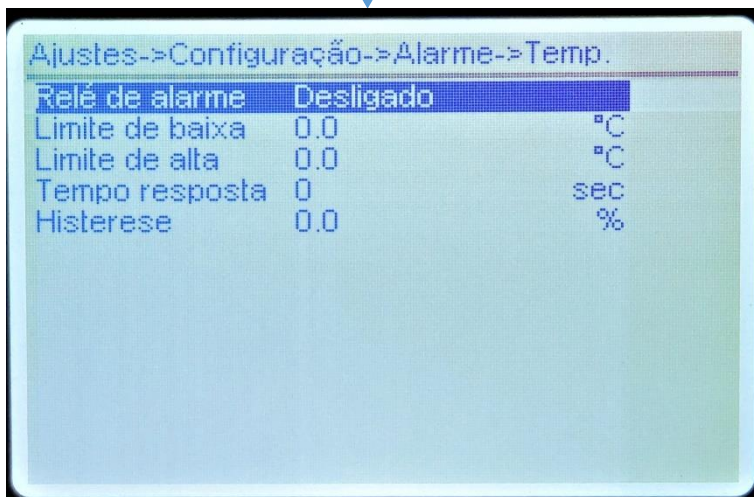 Ajustes->Configuração->Alarme->Temp.
Relé de alarme Desligado
Limite de baixa 0.0 °C
Limite de alta 0.0 °C
Tempo resposta 0 sec
Histerese 0.0 %